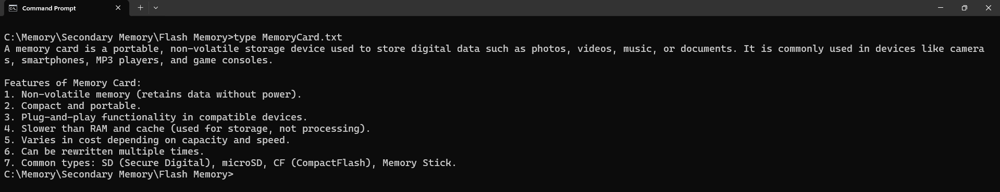 Command Prompt
C:\Memory\Secondary Memory\Flash Memory>type MemoryCard.txt
A memory card is a portable, non-volatile storage device used to store digital data such as photos, videos, music, or documents. It is commonly used in devices like camera
s, smartphones, MP3 players, and game consoles.
Features of Memory Card:
1. Non-volatile memory (retains data without power).
2. Compact and portable.
3. Plug-and-play functionality in compatible devices.
4. Slower than RAM and cache (used for storage, not processing).
5. Varies in cost depending on capacity and speed.
6. Can be rewritten multiple times.
7. Common types: SD (Secure Digital), microSD, CF (CompactFlash), Memory Stick.
C:\Memory\Secondary Memory\Flash Memory>